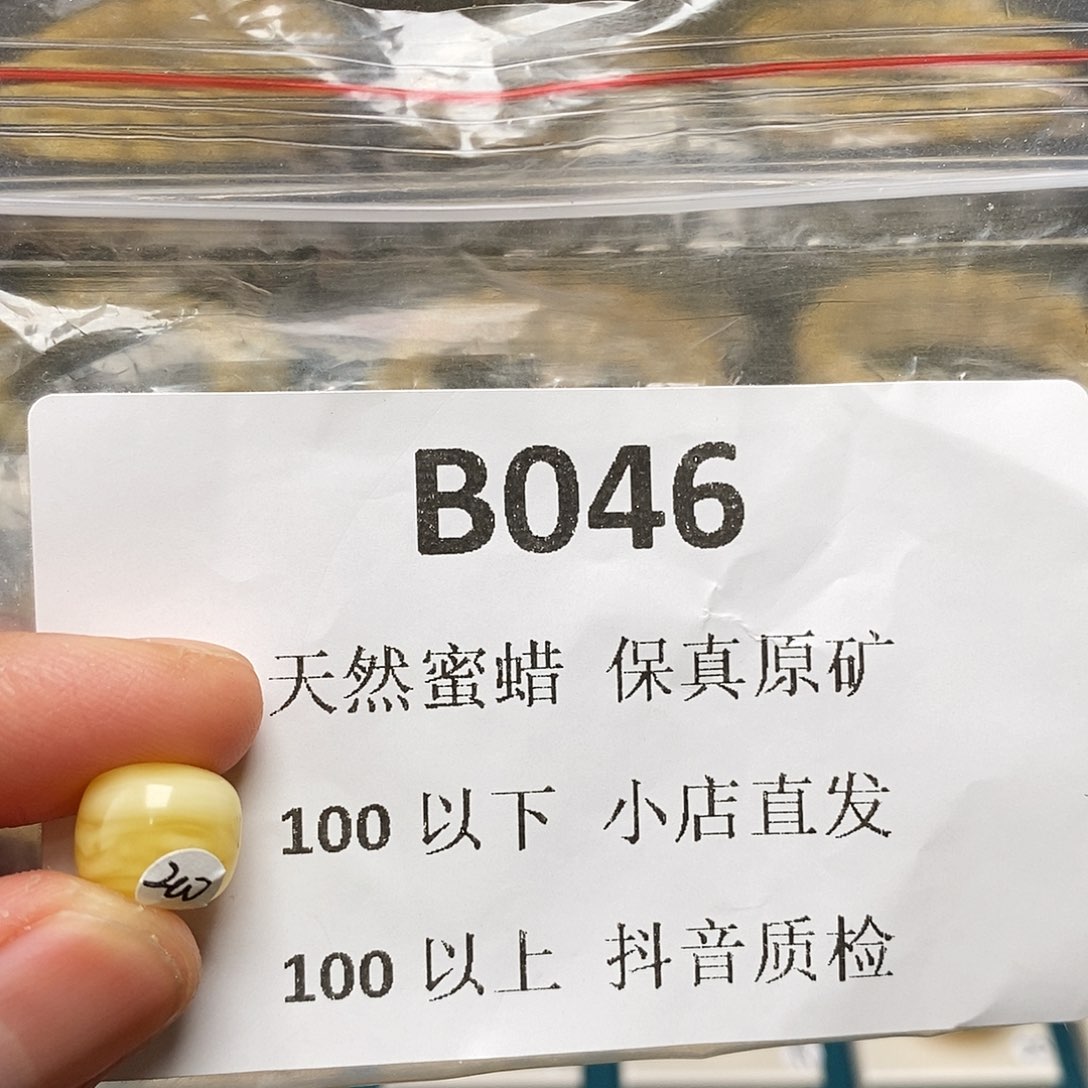 B046
天然蜜蜡 保真原矿
100 以下 小店直发
100 以上 抖音质检